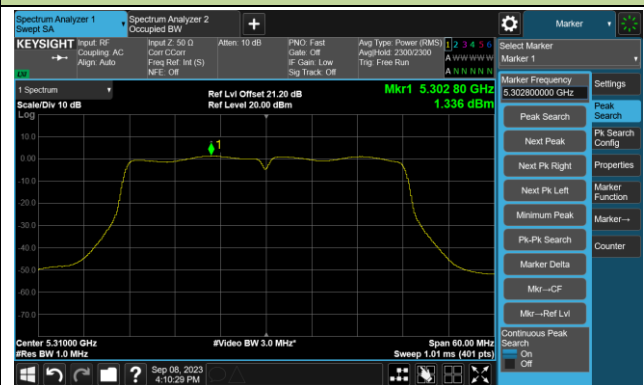 Spectrum Analyzer 1
Swept SA
Spectrum Analyzer 2
Occupied BW
Marker
KEYSIGHT
Input: RF
Coupling: AC
Align: Auto
Input Z: 50 Ω
Corr CCorr
Freq Ref: Int (S)
NFE: Off
Atten: 10 dB
PNO: Fast
Gate: Off
IF Gain: Low
Sig Track: Off
Avg Type: Power (RMS)
Avg|Hold: 2300/2300
Trig: Free Run
1 2 3 4 5 6
A W W W W W
A N N N N N
Select Marker
Marker 1
1 Spectrum
Scale/Div 10 dB
Log
Ref Lvl Offset 21.20 dB
Ref Level 20.00 dBm
Mkr1 5.302 80 GHz
1.336 dBm
1
10.0
0.00
-10.0
-20.0
-30.0
-40.0
-50.0
-60.0
-70.0
Center 5.31000 GHz
#Res BW 1.0 MHz
#Video BW 3.0 MHz*
Span 60.00 MHz
Sweep 1.01 ms (401 pts)
Marker Frequency
5.302800000 GHz
Peak Search
Next Peak
Next Pk Right
Next Pk Left
Minimum Peak
Pk-Pk Search
Marker Delta
Mkr→CF
Mkr→Ref Lvl
Continuous Peak
Search
On
Off
Settings
Peak
Search
Pk Search
Config
Properties
Marker
Function
Marker→
Counter
?
Sep 08, 2023
4:10:29 PM